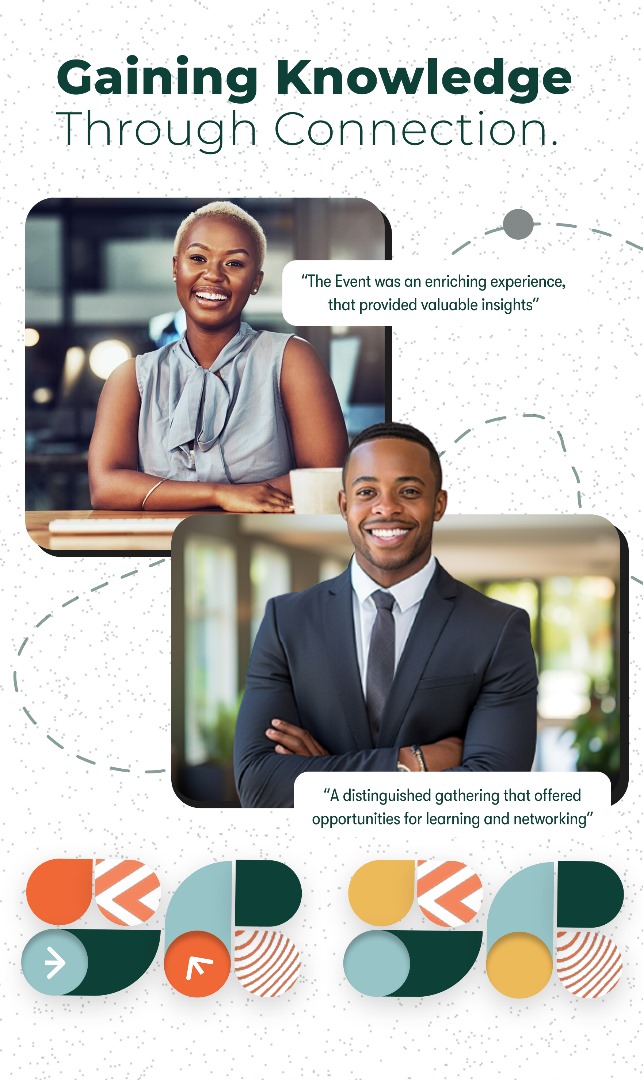 Gaining Knowledge
Through Connection.
“The Event was an enriching experience,
that provided valuable insights”
“A distinguished gathering that offered
opportunities for learning and networking”